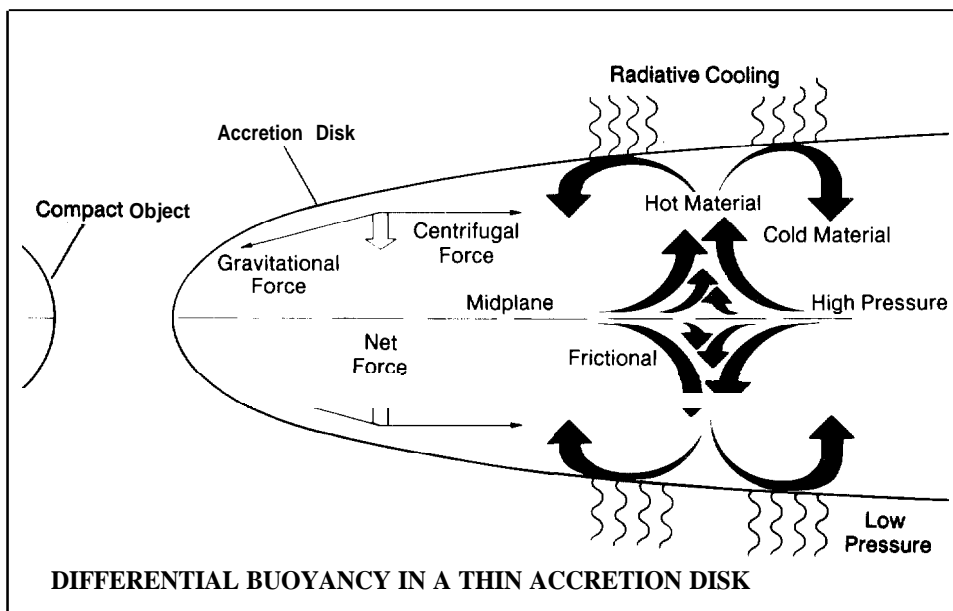 Radiative Cooling
Accretion Disk
Compact Object
Hot Material
Centrifugal
Force
Cold Material
Gravitational
Force
Midplane
High Pressure
Net
Force
Frictional
Low
Pressure
DIFFERENTIAL BUOYANCY IN A THIN ACCRETION DISK